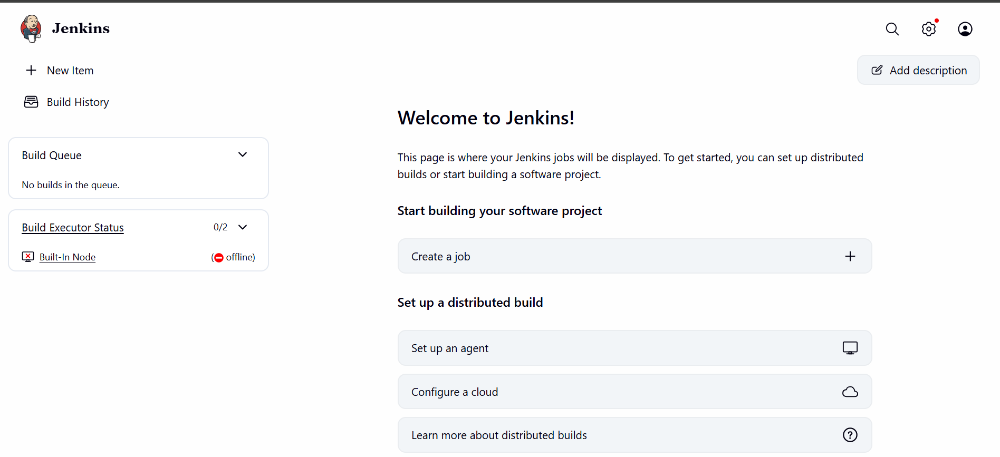 Jenkins
New Item
Add description
Build History
Build Queue
No builds in the queue.
Build Executor Status 0/2
Built-In Node (offline)
Welcome to Jenkins!
This page is where your Jenkins jobs will be displayed. To get started, you can set up distributed
builds or start building a software project.
Start building your software project
Create a job
Set up a distributed build
Set up an agent
Configure a cloud
Learn more about distributed builds